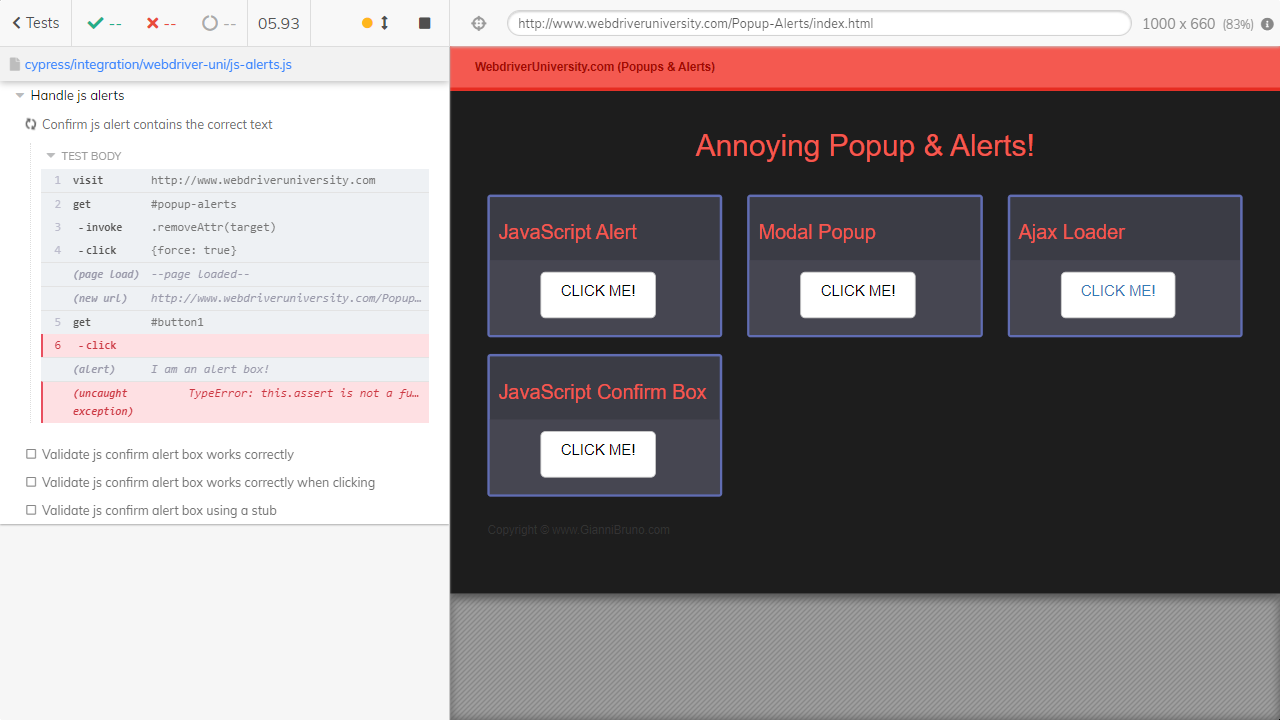 Tests -- -- -- 05.93
http://www.webdriveruniversity.com/Popup-Alerts/index.html 1000 x 660 (83%)
cypress/integration/webdriver-uni/js-alerts.js
Handle js alerts
Confirm js alert contains the correct text
TEST BODY
1 visit http://www.webdriveruniversity.com
2 get #popup-alerts
3 -invoke .removeAttr(target)
4 -click {force: true}
(page load) --page loaded--
(new url) http://www.webdriveruniversity.com/Popup…
5 get #button1
6 -click
(alert) I am an alert box!
(uncaught TypeError: this.assert is not a fu…
exception)
Validate js confirm alert box works correctly
Validate js confirm alert box works correctly when clicking
Validate js confirm alert box using a stub
WebdriverUniversity.com (Popups & Alerts)
Annoying Popup & Alerts!
JavaScript Alert
CLICK ME!
Modal Popup
CLICK ME!
Ajax Loader
CLICK ME!
JavaScript Confirm Box
CLICK ME!
Copyright © www.GianniBruno.com